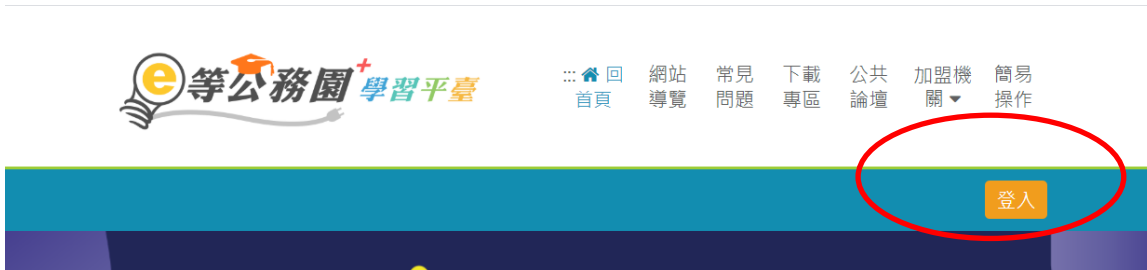 e等公務園+學習平臺
::: 回首頁
網站導覽
常見問題
下載專區
公共論壇
加盟機關
簡易操作
登入